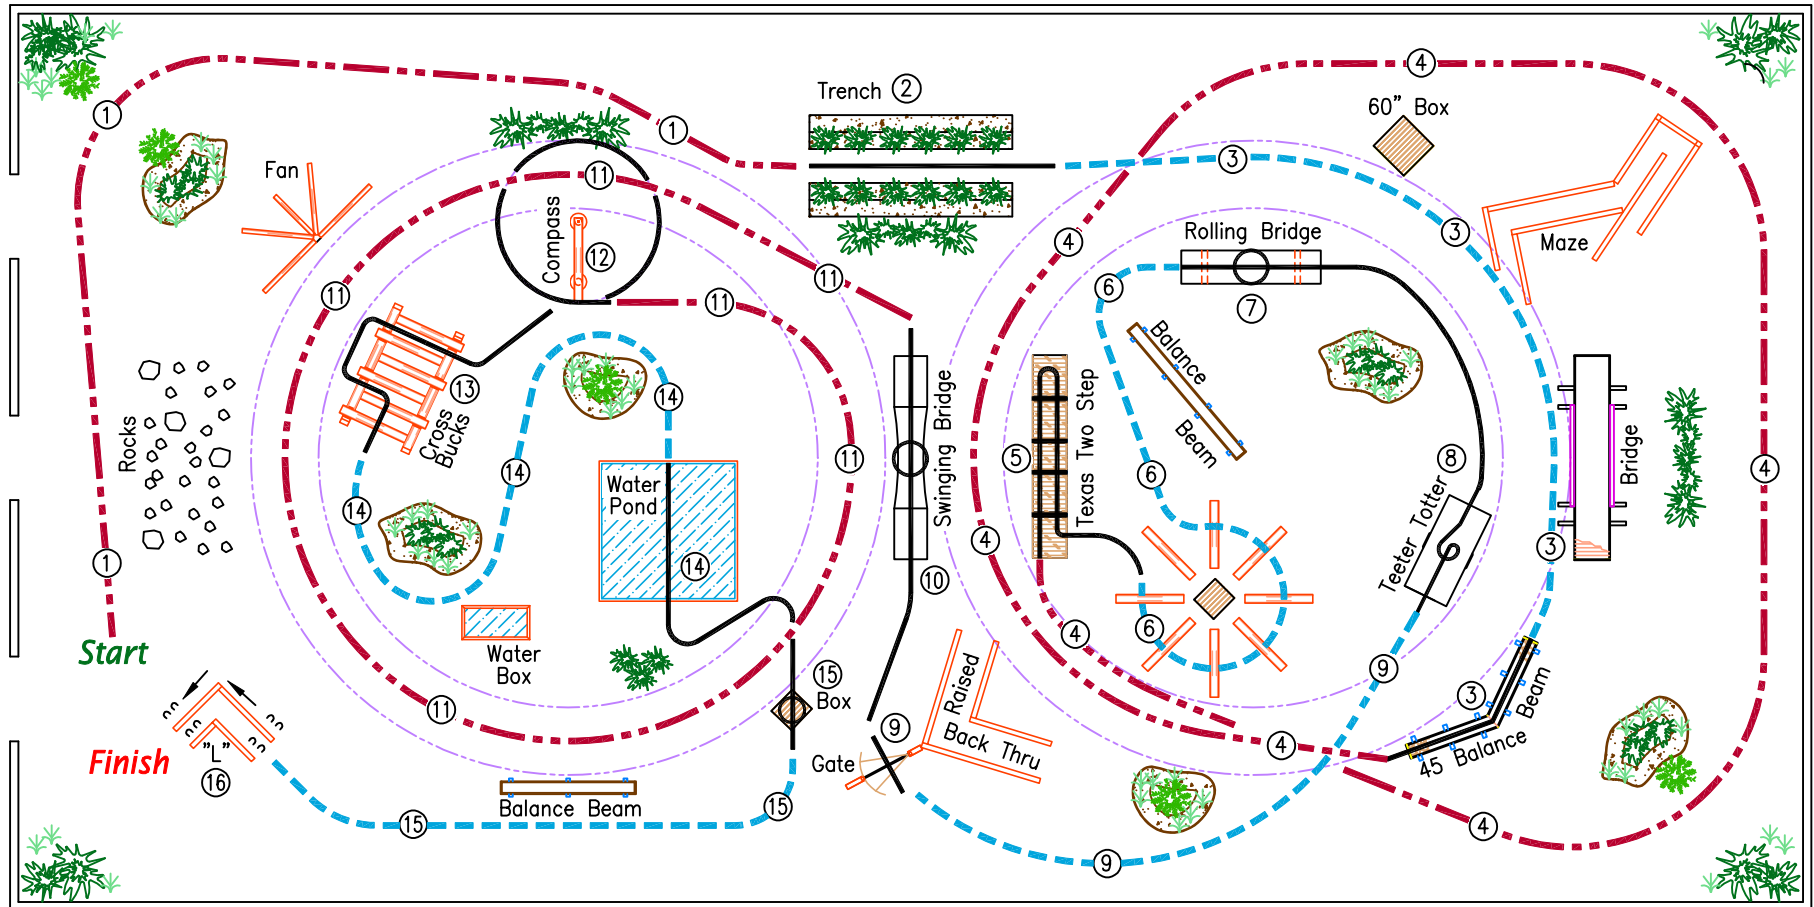 Trench 2
4
60” Box
1
1
3
Fan
11
3
4
Maze
Compass
12
Rolling Bridge
11
11
11
6
7
Balance
Beam
Rocks
13
Cross
Bucks
14
Swinging Bridge
Texas Two Step
5
8
Bridge
11
4
14
6
Water
Pond
14
Teeter Totter
4
3
1
14
10
6
4
Start
Water
Box
15
Box
Raised
Back Thru
9
3
45 Balance
Beam
11
9
4
"L"
16
Finish
Gate
Balance Beam
15
15
4
9